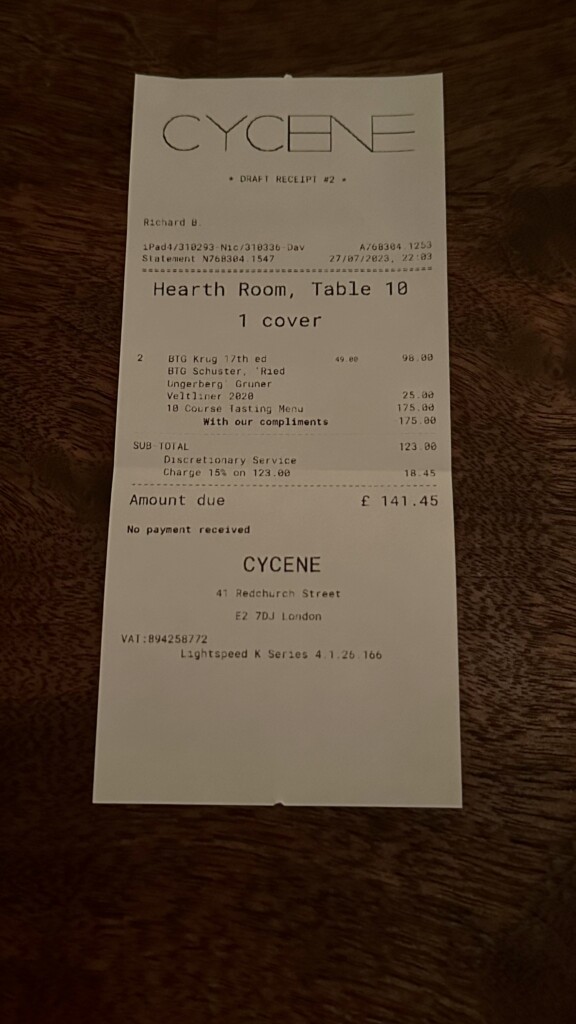 CYCENE
* DRAFT RECEIPT #2 *
Richard B.
iPad4/310293-Nic/310336-Dav A/68304.1253
Statement N768304.1547 27/07/2023, 22:03
Hearth Room, Table 10
1 cover
2 BTG Krug 17th ed 49.00 98.00
BTG Schuster, 'Ried
Ungerberg' Gruner
Veltliner 2020 25.00
10 Course Tasting Menu 175.00
With our compliments -175.00
SUB-TOTAL 123.00
Discretionary Service
Charge 15% on 123.00 18.45
Amount due £ 141.45
No payment received
CYCENE
41 Redchurch Street
E2 7DJ London
VAT:894258772
Lightspeed K Series 4.1.26.166